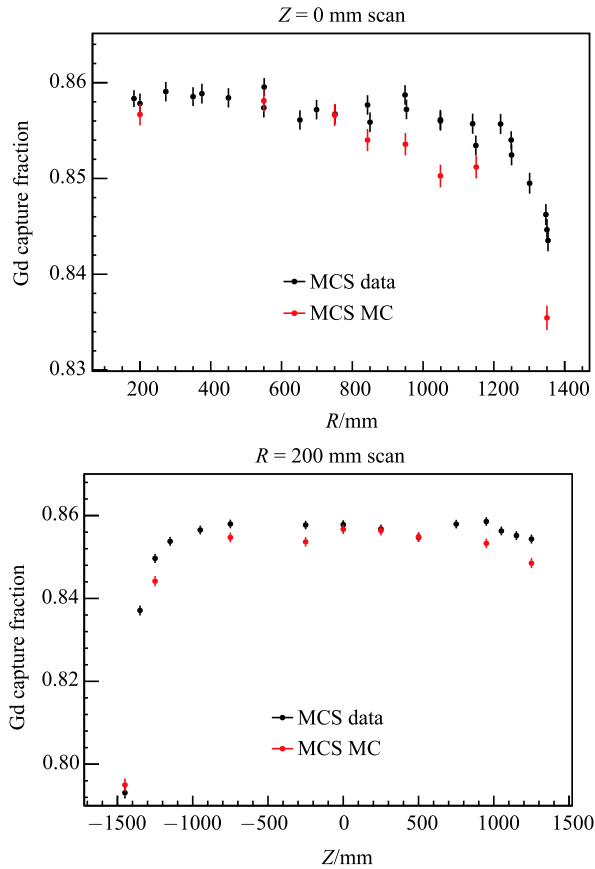 Z = 0 mm scan
0.86
0.85
0.84
0.83
Gd capture fraction
MCS data
MCS MC
200 400 600 800 1000 1200 1400
R/mm
R = 200 mm scan
0.86
0.84
0.82
0.80
Gd capture fraction
MCS data
MCS MC
−1500 −1000 −500 0 500 1000 1500
Z/mm